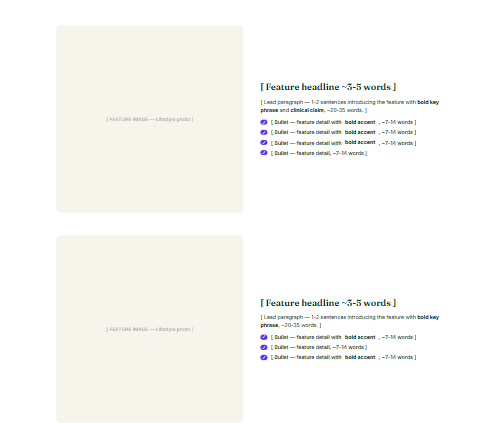 [ FEATURE IMAGE — Lifestyle photo ]
[ Feature headline ~3-5 words ]
[ Lead paragraph — 1-2 sentences introducing the feature with bold key
phrase and clinical claim, ~20-35 words. ]
[ Bullet — feature detail with bold accent , ~7-14 words ]
[ Bullet — feature detail with bold accent , ~7-14 words ]
[ Bullet — feature detail with bold accent , ~7-14 words ]
[ Bullet — feature detail, ~7-14 words ]
[ FEATURE IMAGE — Lifestyle photo ]
[ Feature headline ~3-5 words ]
[ Lead paragraph — 1-2 sentences introducing the feature with bold key
phrase, ~20-35 words. ]
[ Bullet — feature detail with bold accent , ~7-14 words ]
[ Bullet — feature detail, ~7-14 words ]
[ Bullet — feature detail with bold accent , ~7-14 words ]